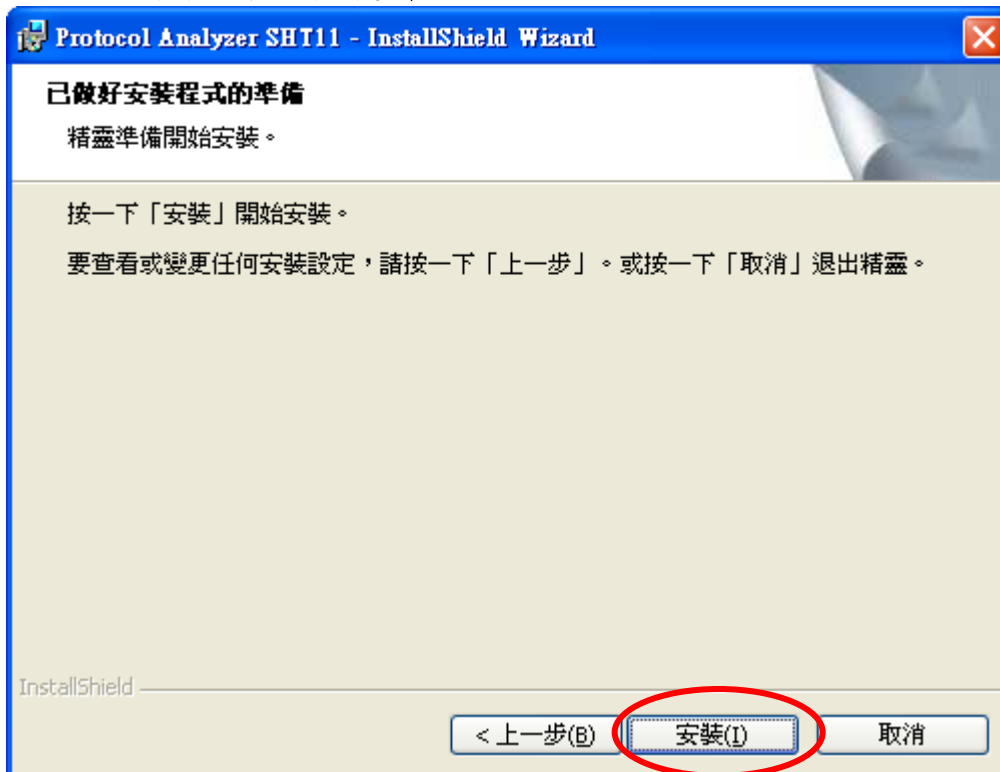 Protocol Analyzer SHT11 - InstallShield Wizard
已做好安裝程式的準備
精靈準備開始安裝。
按一下「安裝」開始安裝。
要查看或變更任何安裝設定，請按一下「上一步」。或按一下「取消」退出精靈。
InstallShield
< 上一步(B) 安裝(I) 取消